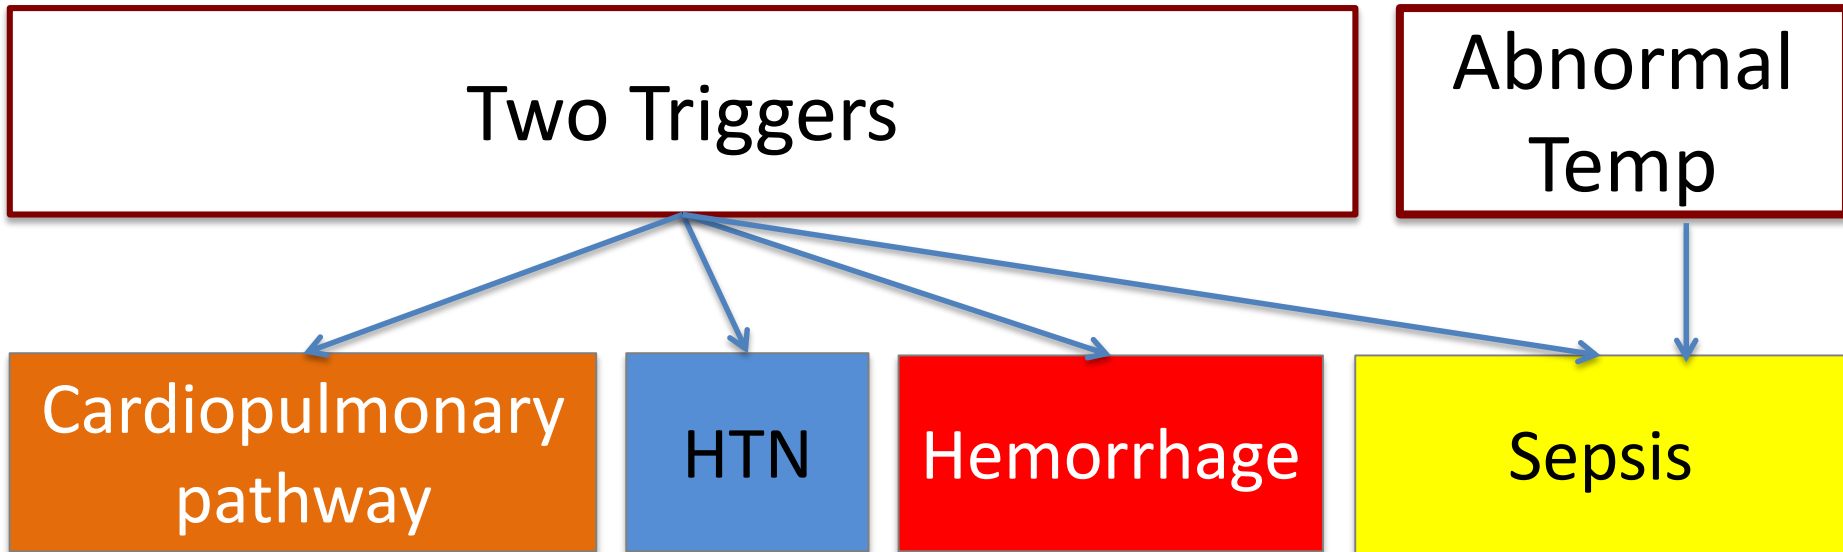 Two Triggers
Abnormal
Temp
Cardiopulmonary
pathway
HTN
Hemorrhage
Sepsis